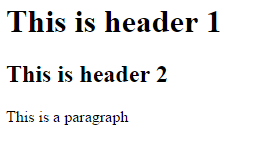 This is header 1
This is header 2
This is a paragraph